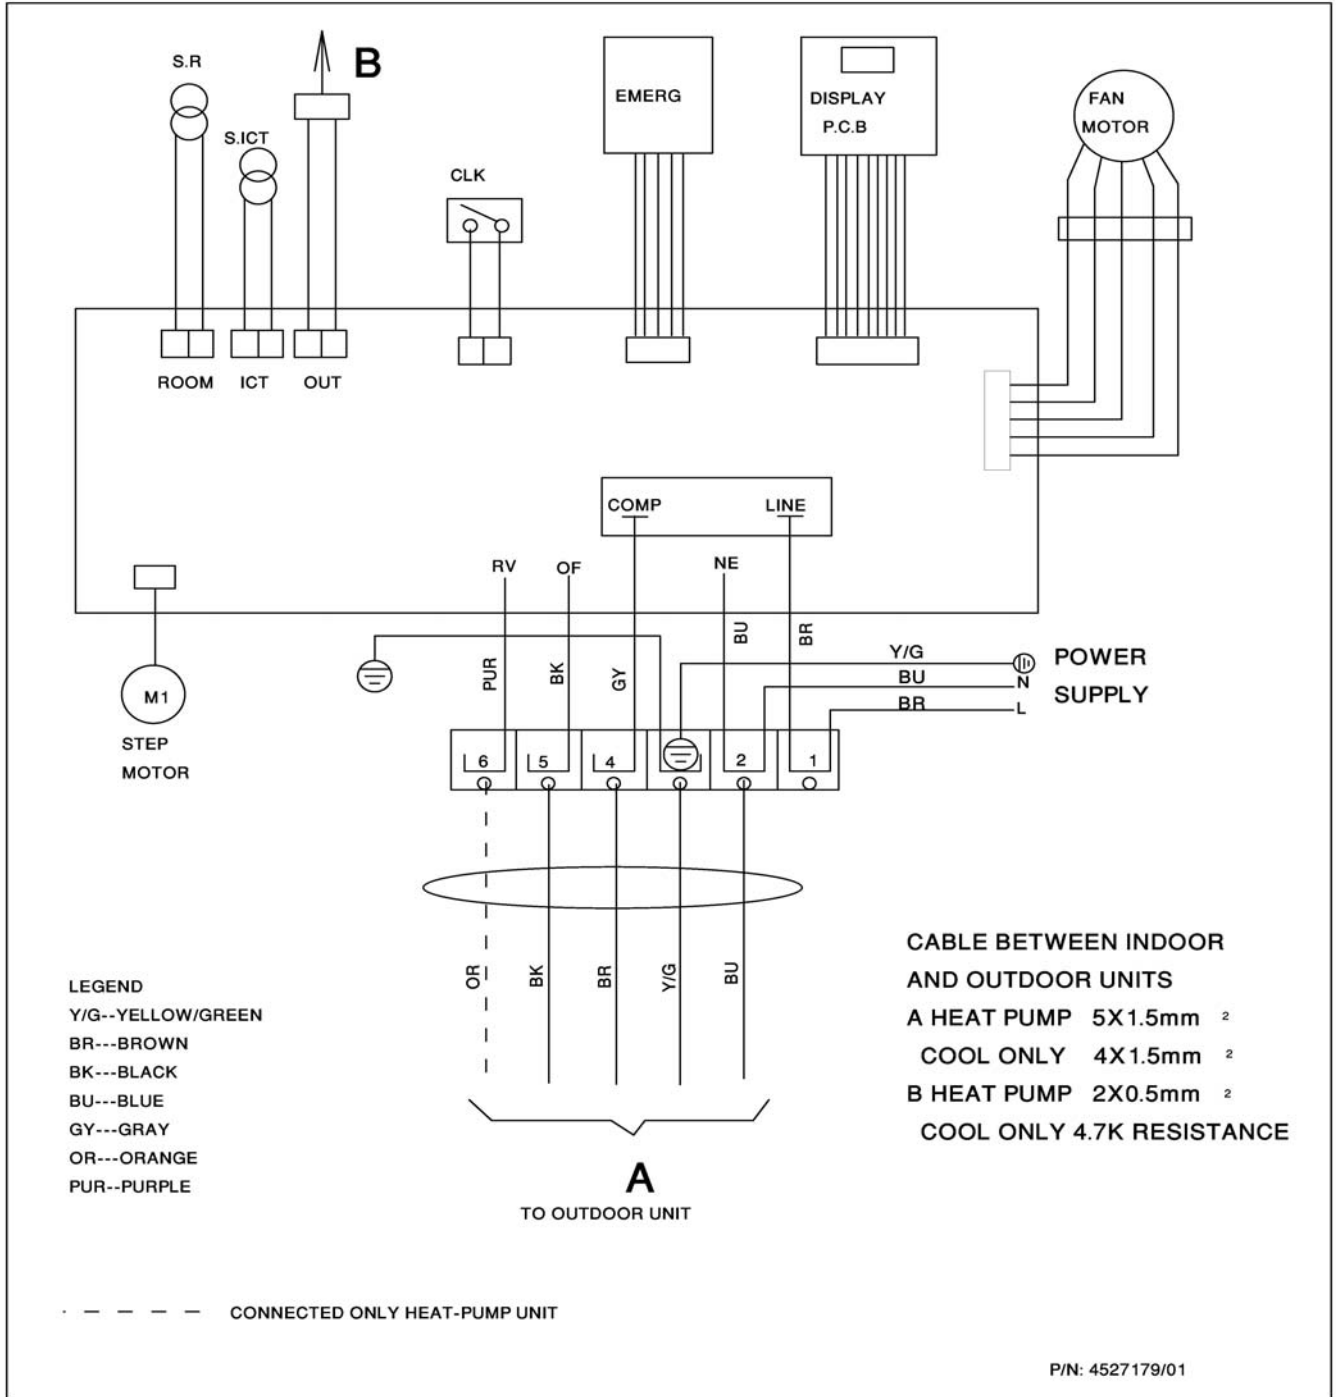 S.R
B
S.ICT
CLK
EMERG
DISPLAY
P.C.B
FAN
MOTOR
ROOM ICT OUT
COMP LINE
RV OF NE
PUR BK GY BU BR
Y/G
BU
BR
N
L
POWER
SUPPLY
M1
STEP
MOTOR
6 5 4 2 1
OR BK BR Y/G BU
LEGEND
Y/G--YELLOW/GREEN
BR---BROWN
BK---BLACK
BU---BLUE
GY---GRAY
OR---ORANGE
PUR--PURPLE
CABLE BETWEEN INDOOR
AND OUTDOOR UNITS
A HEAT PUMP 5X1.5mm ²
COOL ONLY 4X1.5mm ²
B HEAT PUMP 2X0.5mm ²
COOL ONLY 4.7K RESISTANCE
A
TO OUTDOOR UNIT
CONNECTED ONLY HEAT-PUMP UNIT
P/N: 4527179/01